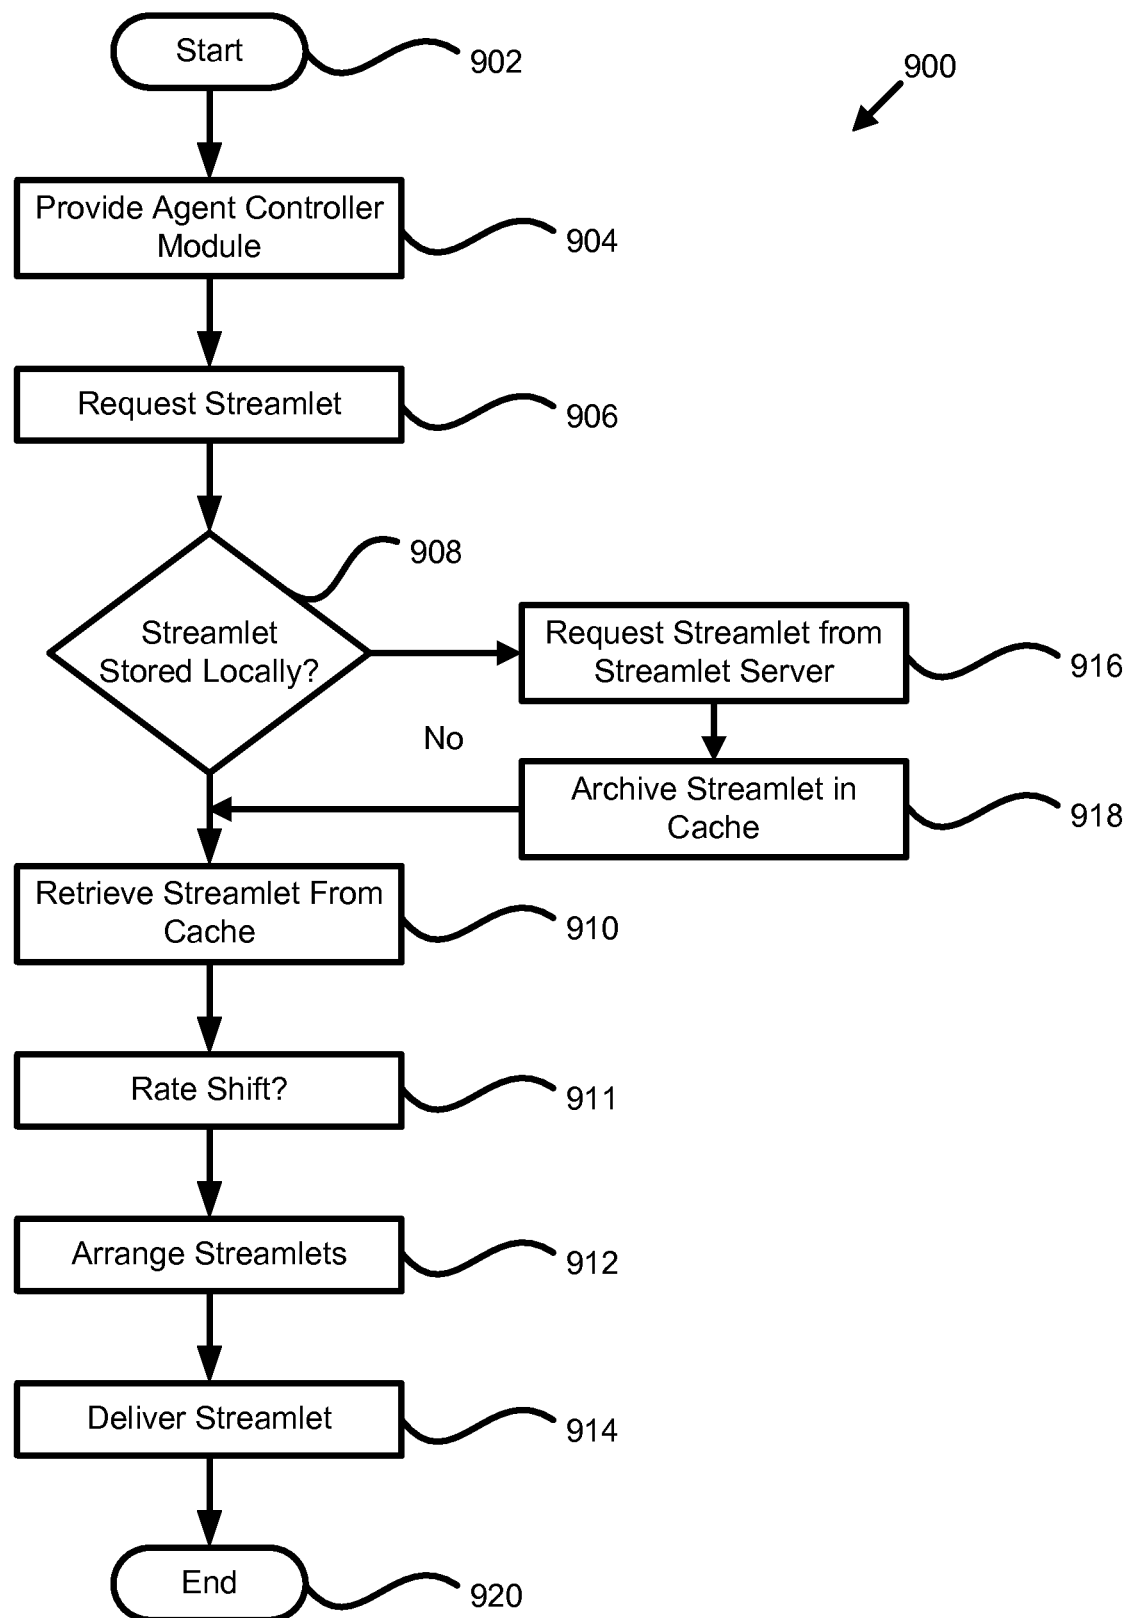 Start
902
900
Provide Agent Controller
Module
904
Request Streamlet
906
908
Streamlet
Stored Locally?
Request Streamlet from
Streamlet Server
916
No
Archive Streamlet in
Cache
918
Retrieve Streamlet From
Cache
910
Rate Shift?
911
Arrange Streamlets
912
Deliver Streamlet
914
End
920